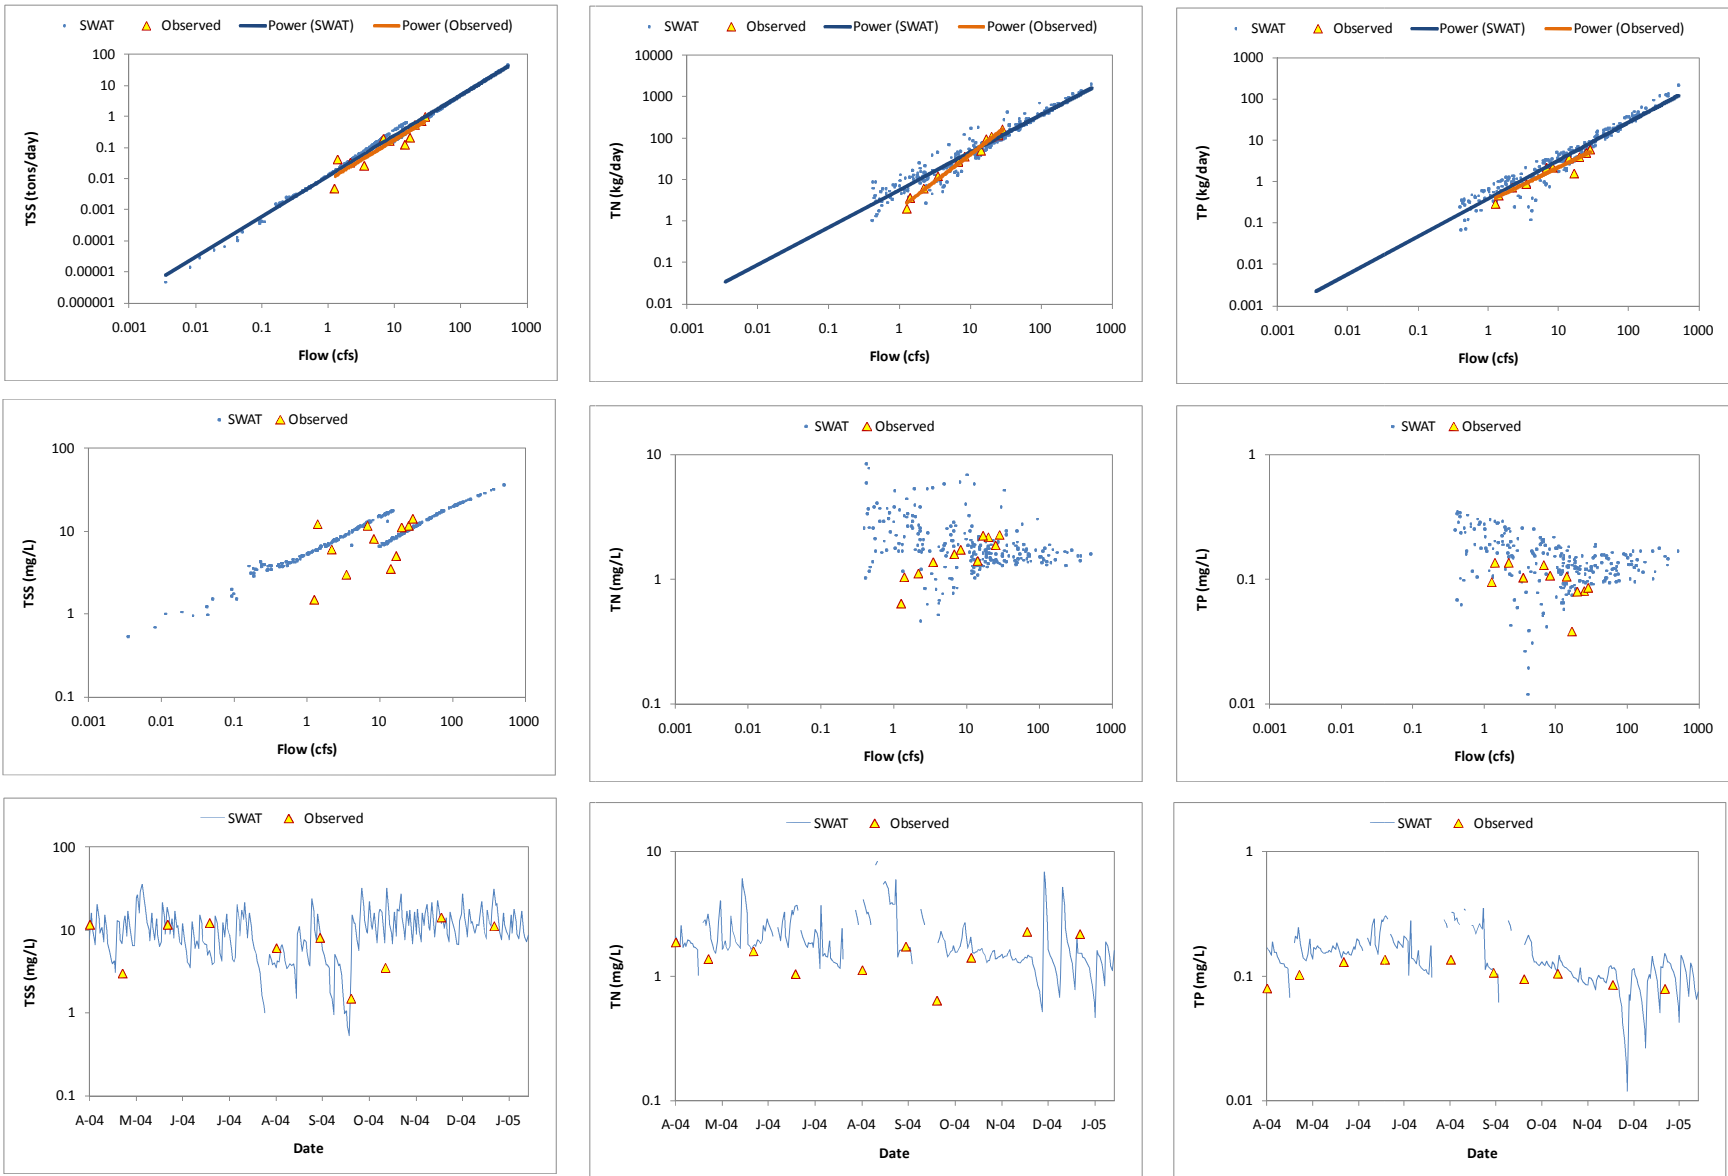 SWAT Observed Power (SWAT) Power (Observed)
TSS (tons/day)
100
10
1
0.1
0.01
0.001
0.0001
0.00001
0.000001
0.001 0.01 0.1 1 10 100 1000
Flow (cfs)
SWAT Observed Power (SWAT) Power (Observed)
TN (kg/day)
10000
1000
100
10
1
0.1
0.01
0.001 0.01 0.1 1 10 100 1000
Flow (cfs)
SWAT Observed Power (SWAT) Power (Observed)
TP (kg/day)
1000
100
10
1
0.1
0.01
0.001
0.001 0.01 0.1 1 10 100 1000
Flow (cfs)
SWAT Observed
TSS (mg/L)
100
10
1
0.1
0.001 0.01 0.1 1 10 100 1000
Flow (cfs)
SWAT Observed
TN (mg/L)
10
1
0.1
0.001 0.01 0.1 1 10 100 1000
Flow (cfs)
SWAT Observed
TP (mg/L)
1
0.1
0.01
0.001 0.01 0.1 1 10 100 1000
Flow (cfs)
SWAT Observed
TSS (mg/L)
100
10
1
0.1
A-04 M-04 J-04 J-04 A-04 S-04 O-04 N-04 D-04 J-05
Date
SWAT Observed
TN (mg/L)
10
1
0.1
A-04 M-04 J-04 J-04 A-04 S-04 O-04 N-04 D-04 J-05
Date
SWAT Observed
TP (mg/L)
1
0.1
0.01
A-04 M-04 J-04 J-04 A-04 S-04 O-04 N-04 D-04 J-05
Date